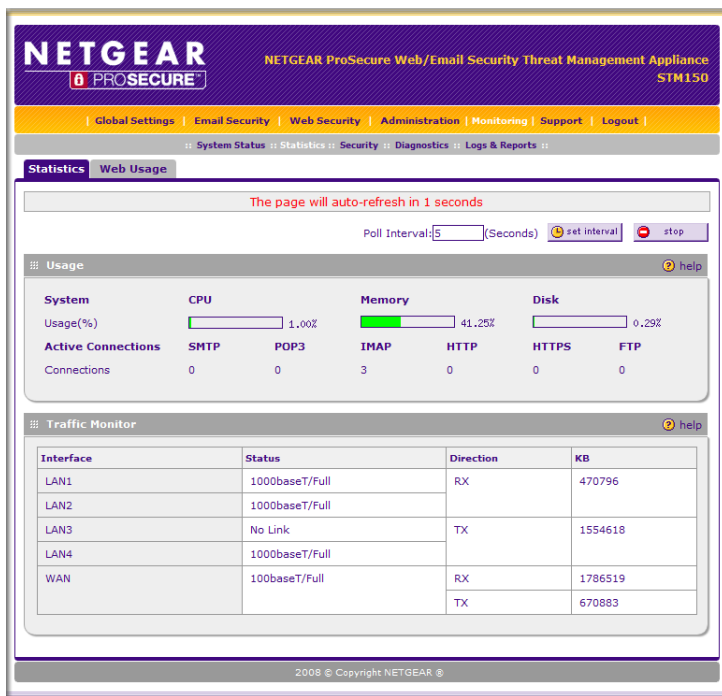 NETGEAR
PROSECURE™
NETGEAR ProSecure Web/Email Security Threat Management Appliance
STM150
| Global Settings | Email Security | Web Security | Administration | Monitoring | Support | Logout |
:: System Status :: Statistics :: Security :: Diagnostics :: Logs & Reports ::
Statistics Web Usage
The page will auto-refresh in 1 seconds
Poll Interval: 5 (Seconds) set interval stop
Usage help
System CPU Memory Disk
Usage(%) 1.00% 41.25% 0.29%
Active Connections SMTP POP3 IMAP HTTP HTTPS FTP
Connections 0 0 3 0 0 0
Traffic Monitor help
Interface Status Direction KB
LAN1 1000baseT/Full RX 470796
LAN2 1000baseT/Full
LAN3 No Link TX 1554618
LAN4 1000baseT/Full
WAN 100baseT/Full RX 1786519
TX 670883
2008 © Copyright NETGEAR ®